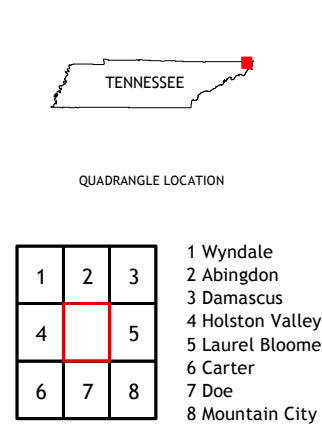 TENNESSEE
QUADRANGLE LOCATION
1 2 3
4 5
6 7 8
1 Wyndale
2 Abingdon
3 Damascus
4 Holston Valley
5 Laurel Bloome
6 Carter
7 Doe
8 Mountain City